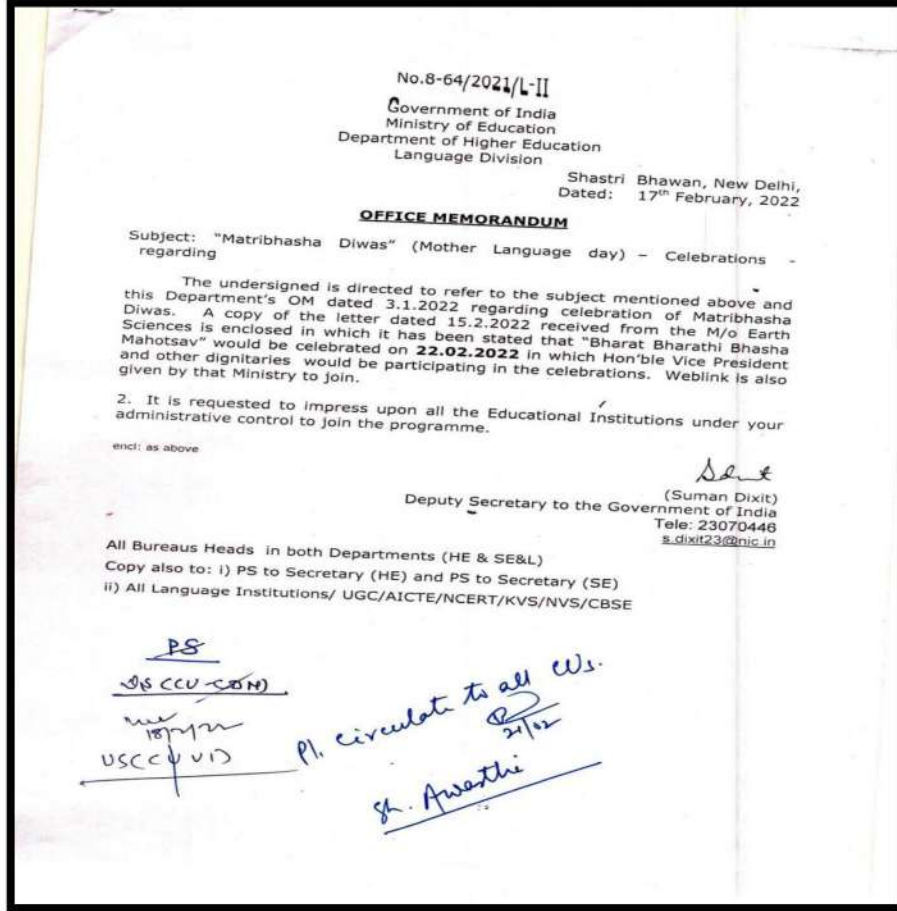 No.8-64/2021/L-II
Government of India
Ministry of Education
Department of Higher Education
Language Division
Shastri Bhawan, New Delhi,
Dated: 17th February, 2022
OFFICE MEMORANDUM
Subject: "Matribhasha Diwas" (Mother Language day) – Celebrations -
regarding
The undersigned is directed to refer to the subject mentioned above and
this Department's OM dated 3.1.2022 regarding celebration of Matribhasha
Diwas. A copy of the letter dated 15.2.2022 received from the M/o Earth
Sciences is enclosed in which it has been stated that "Bharat Bharathi Bhasha
Mahotsav" would be celebrated on 22.02.2022 in which Hon'ble Vice President
and other dignitaries would be participating in the celebrations. Weblink is also
given by that Ministry to join.
2. It is requested to impress upon all the Educational Institutions under your
administrative control to join the programme.
encl: as above
(Suman Dixit)
Deputy Secretary to the Government of India
Tele: 23070446
s.dixit23@nic.in
All Bureaus Heads in both Departments (HE & SE&L)
Copy also to: i) PS to Secretary (HE) and PS to Secretary (SE)
ii) All Language Institutions/ UGC/AICTE/NCERT/KVS/NVS/CBSE
PS
Pl. circulate to all CUs.
21/02
Sh. Awasthi